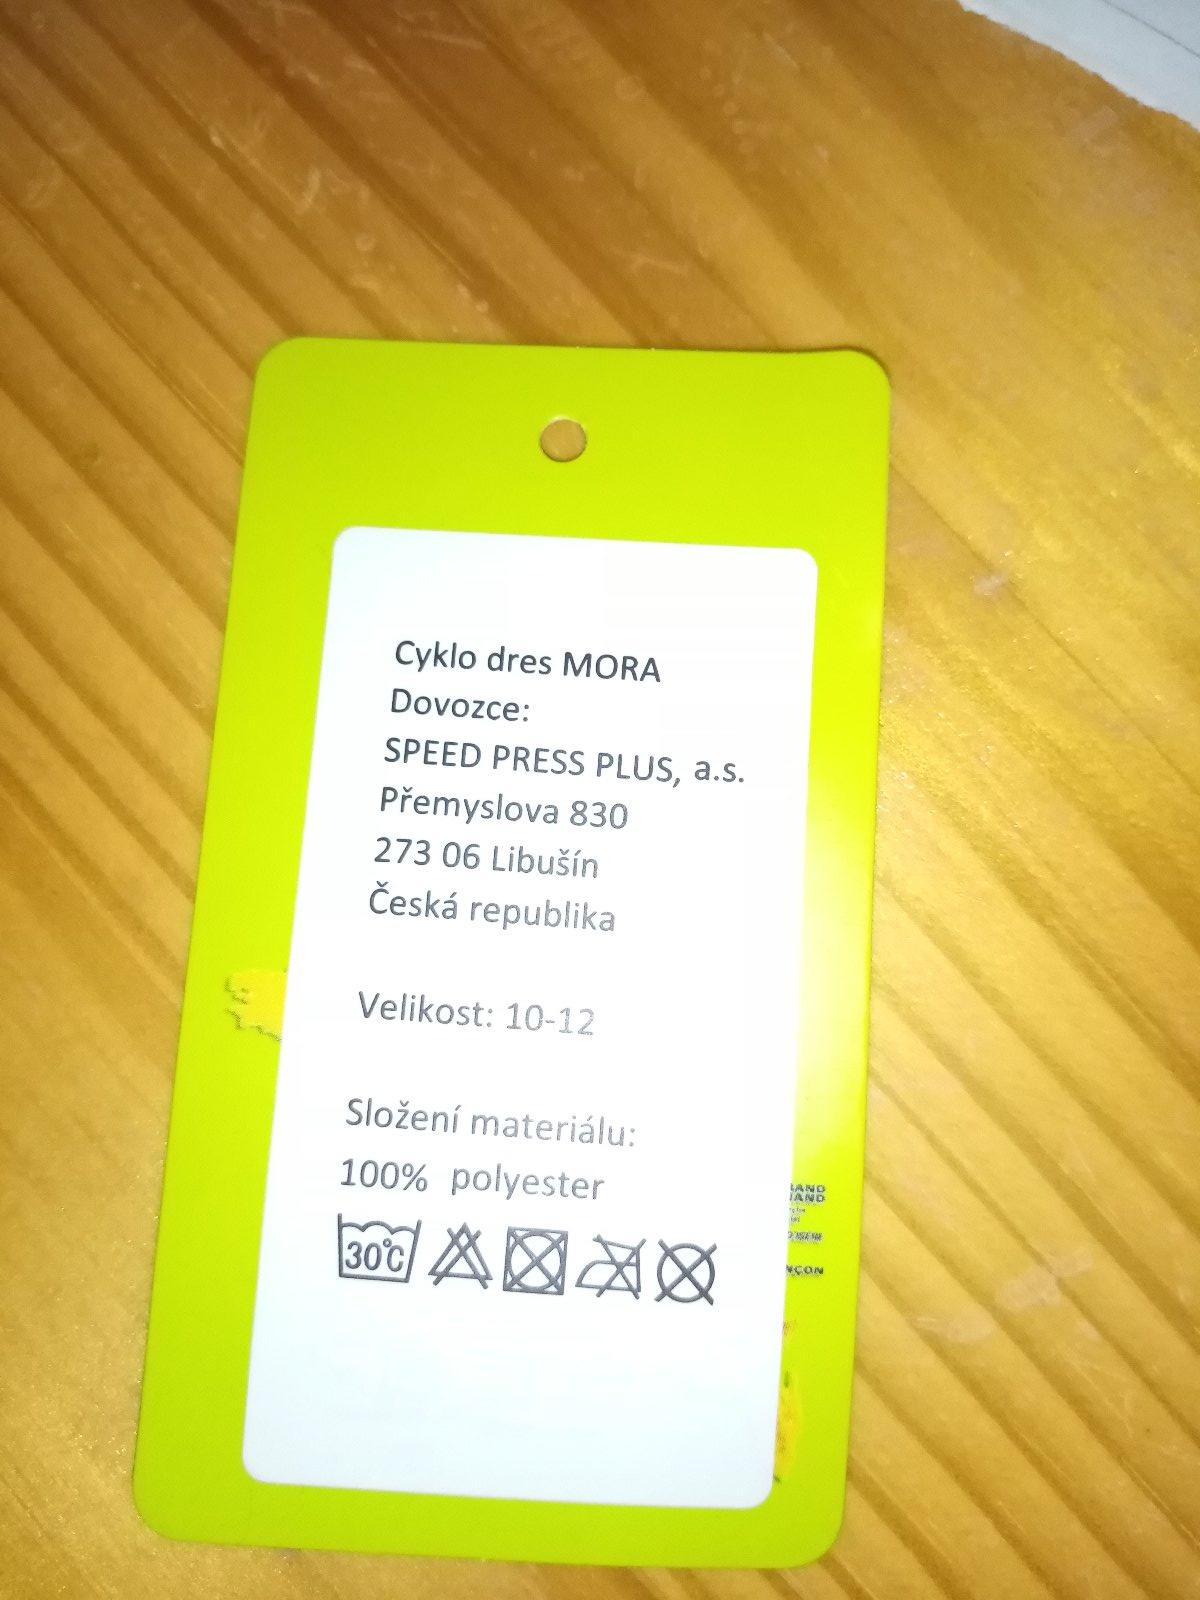 Cyklo dres MORA
Dovozce:
SPEED PRESS PLUS, a.s.
Přemyslova 830
273 06 Libušín
Česká republika
Velikost: 10-12
Složení materiálu:
100% polyester
30°C